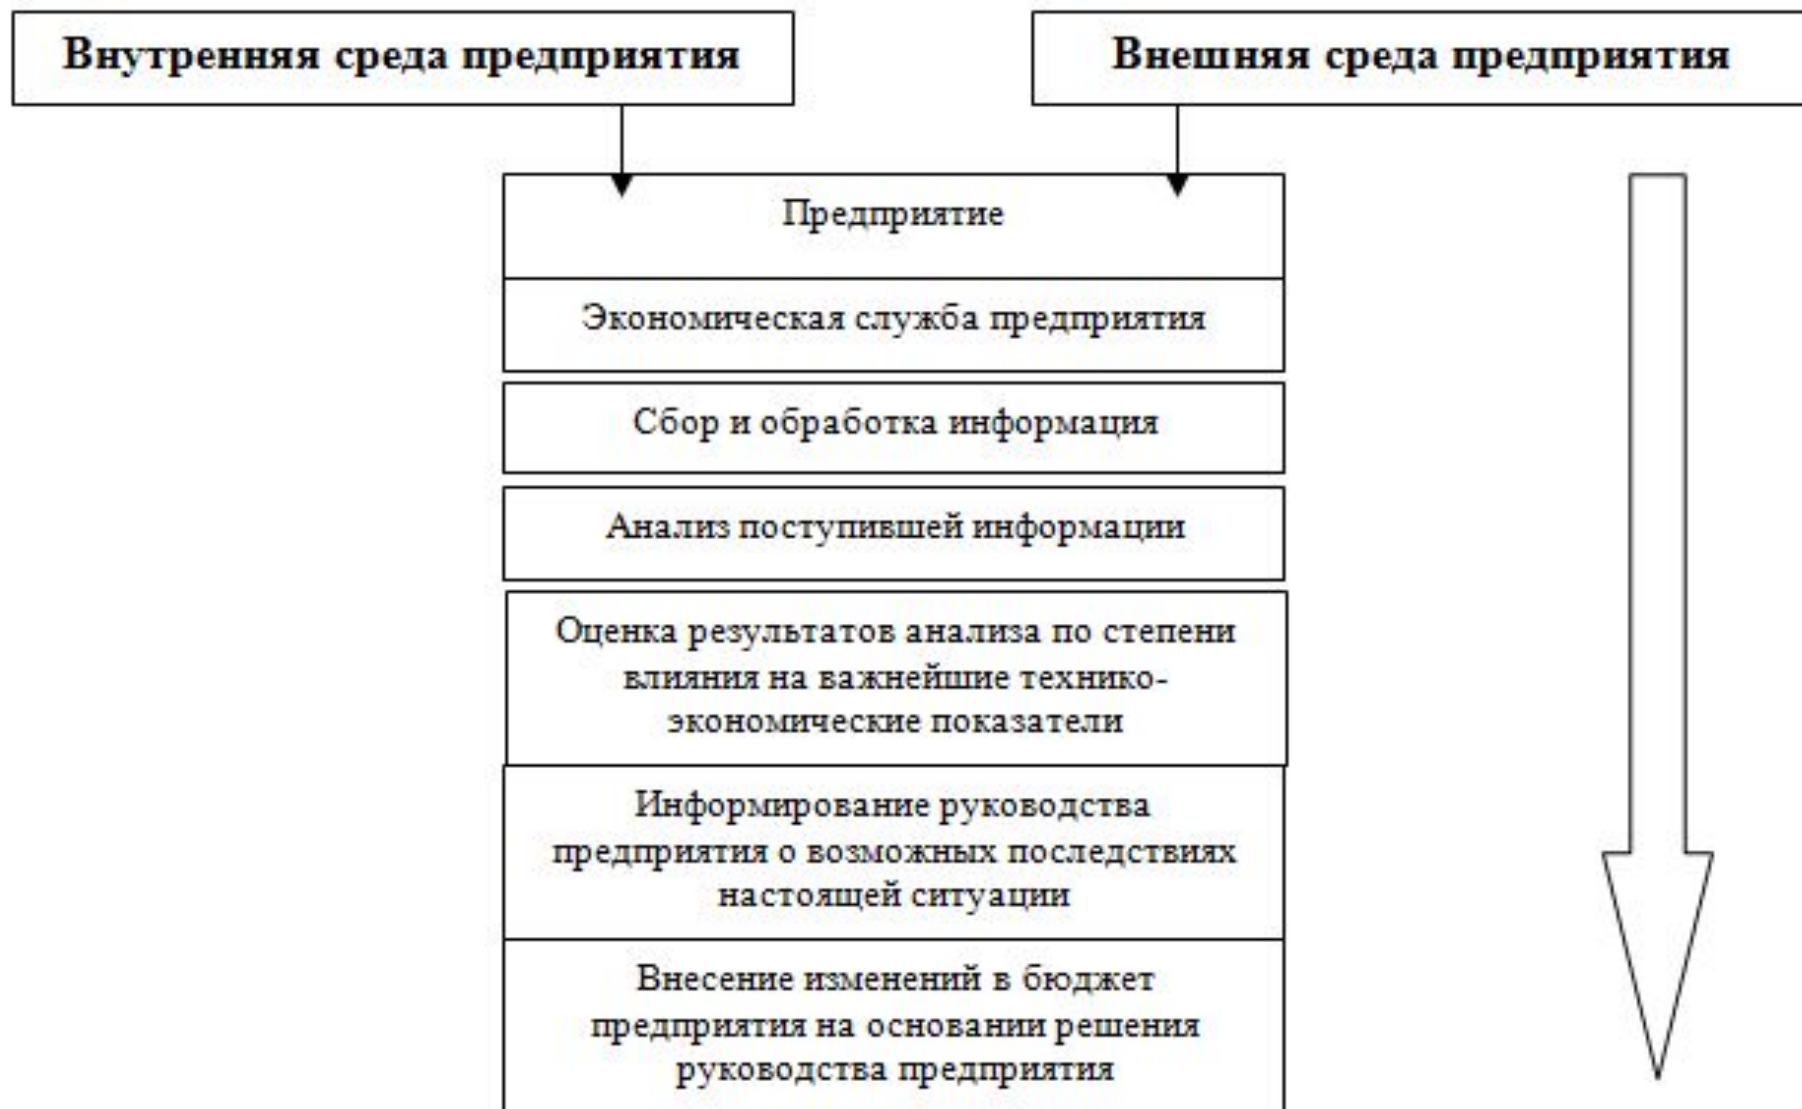 Внутренняя среда предприятия
Внешняя среда предприятия
Предприятие
Экономическая служба предприятия
Сбор и обработка информация
Анализ поступившей информации
Оценка результатов анализа по степени
влияния на важнейшие технико-
экономические показатели
Информирование руководства
предприятия о возможных последствиях
настоящей ситуации
Внесение изменений в бюджет
предприятия на основании решения
руководства предприятия